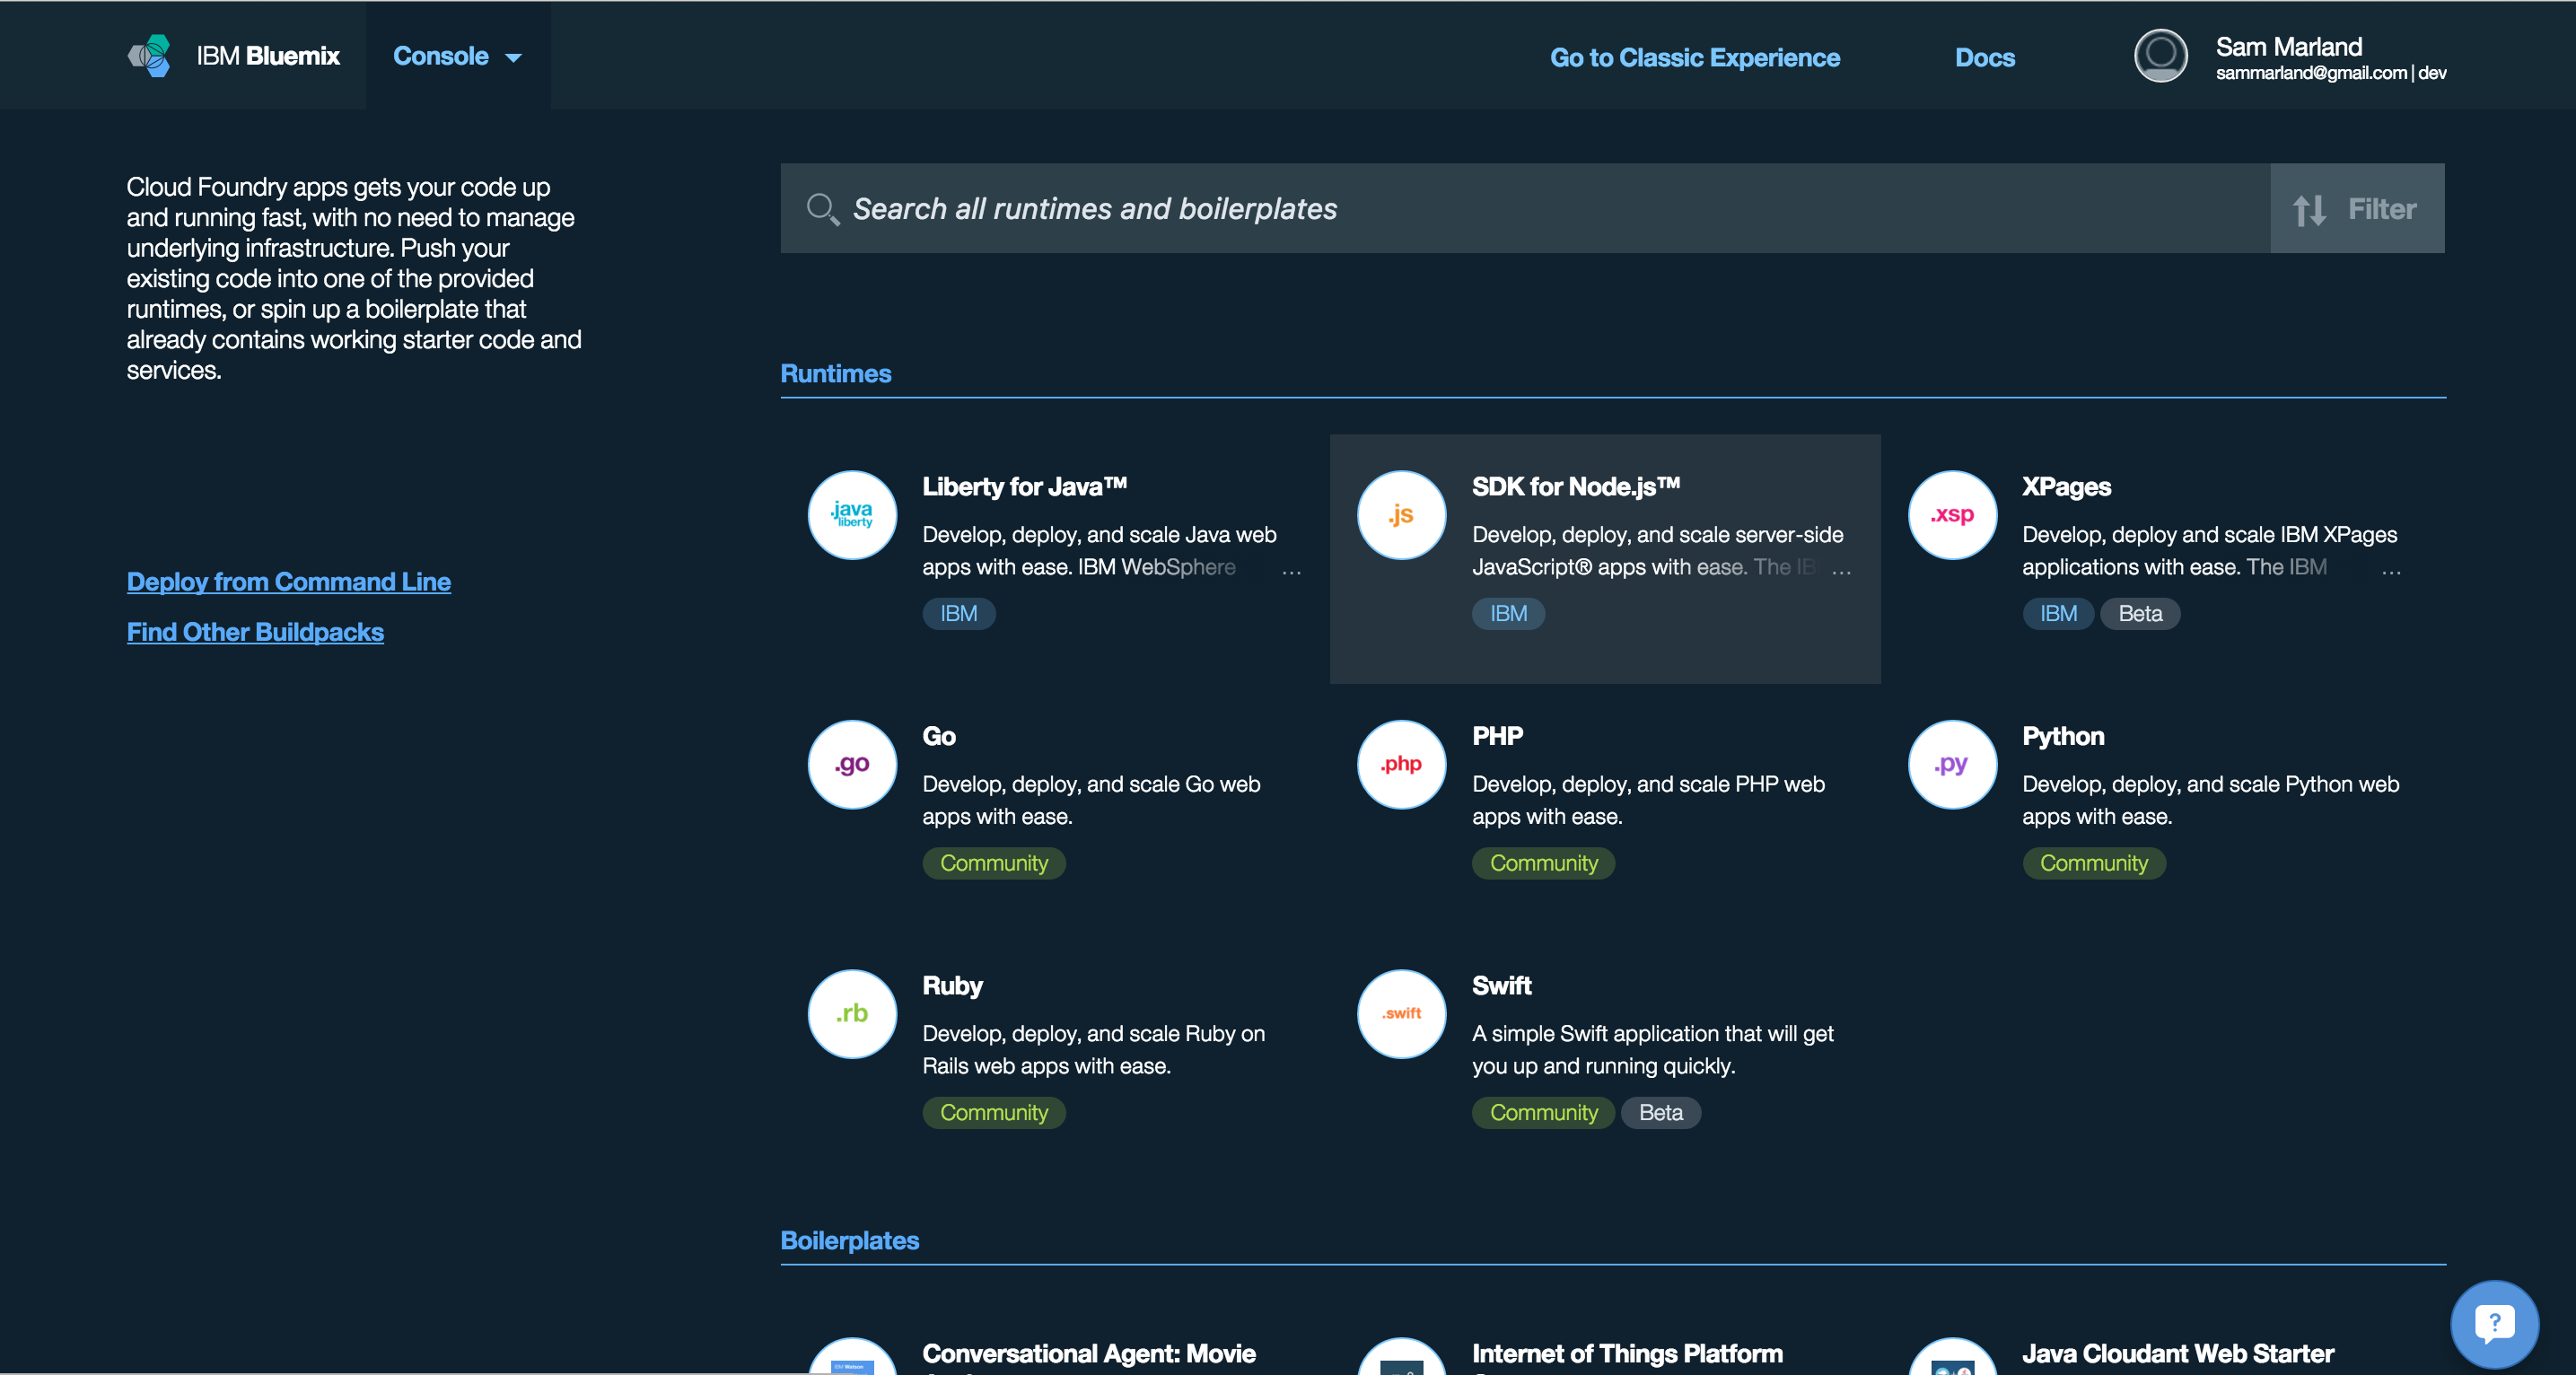 IBM Bluemix
Console
Go to Classic Experience
Docs
Sam Marland
sammarland@gmail.com | dev
Cloud Foundry apps gets your code up
and running fast, with no need to manage
underlying infrastructure. Push your
existing code into one of the provided
runtimes, or spin up a boilerplate that
already contains working starter code and
services.
Deploy from Command Line
Find Other Buildpacks
Search all runtimes and boilerplates
Filter
Runtimes
.java
liberty
Liberty for Java™
Develop, deploy, and scale Java web
apps with ease. IBM WebSphere ...
IBM
.js
SDK for Node.js™
Develop, deploy, and scale server-side
JavaScript® apps with ease. The IB ...
IBM
.xsp
XPages
Develop, deploy and scale IBM XPages
applications with ease. The IBM ...
IBM
Beta
.go
Go
Develop, deploy, and scale Go web
apps with ease.
Community
.php
PHP
Develop, deploy, and scale PHP web
apps with ease.
Community
.py
Python
Develop, deploy, and scale Python web
apps with ease.
Community
.rb
Ruby
Develop, deploy, and scale Ruby on
Rails web apps with ease.
Community
.swift
Swift
A simple Swift application that will get
you up and running quickly.
Community
Beta
Boilerplates
IBM Watson
Conversational Agent: Movie
Internet of Things Platform
Java Cloudant Web Starter
?